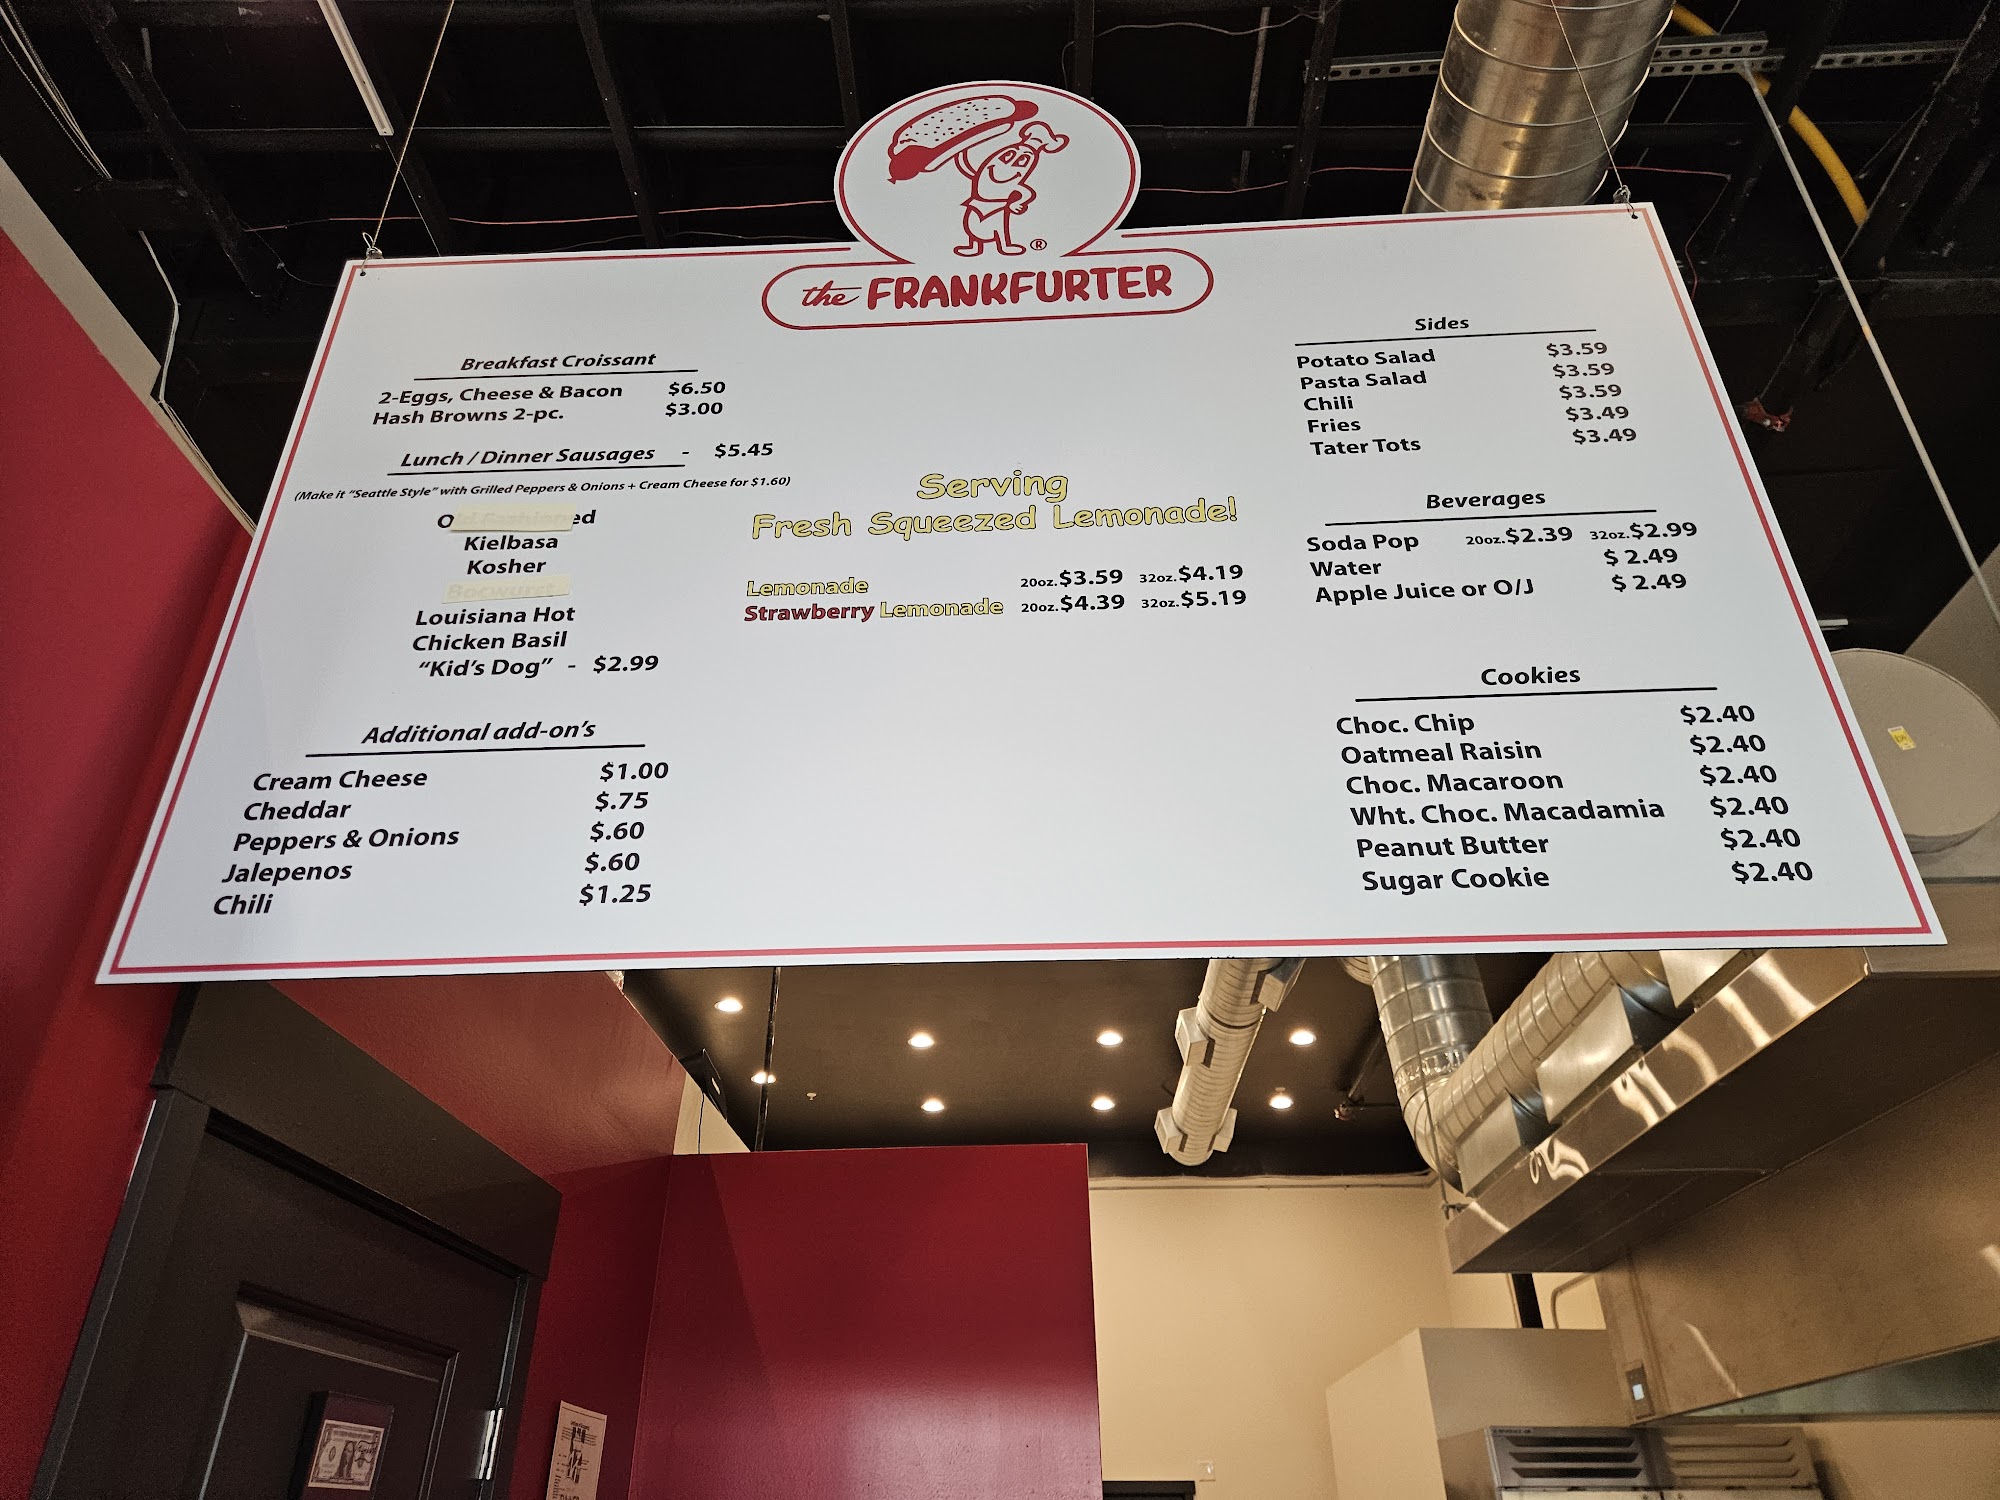 ®
the FRANKFURTER
Breakfast Croissant
2-Eggs, Cheese & Bacon $6.50
Hash Browns 2-pc. $3.00
Lunch / Dinner Sausages - $5.45
(Make it "Seattle Style" with Grilled Peppers & Onions + Cream Cheese for $1.60)
Old Fashioned
Kielbasa
Kosher
Bocwurst
Louisiana Hot
Chicken Basil
"Kid's Dog" - $2.99
Additional add-on's
Cream Cheese $1.00
Cheddar $.75
Peppers & Onions $.60
Jalepenos $.60
Chili $1.25
Serving
Fresh Squeezed Lemonade!
Lemonade 20oz.$3.59 32oz.$4.19
Strawberry Lemonade 20oz.$4.39 32oz.$5.19
Sides
Potato Salad $3.59
Pasta Salad $3.59
Chili $3.59
Fries $3.49
Tater Tots $3.49
Beverages
Soda Pop 20oz.$2.39 32oz.$2.99
Water $ 2.49
Apple Juice or O/J $ 2.49
Cookies
Choc. Chip $2.40
Oatmeal Raisin $2.40
Choc. Macaroon $2.40
Wht. Choc. Macadamia $2.40
Peanut Butter $2.40
Sugar Cookie $2.40